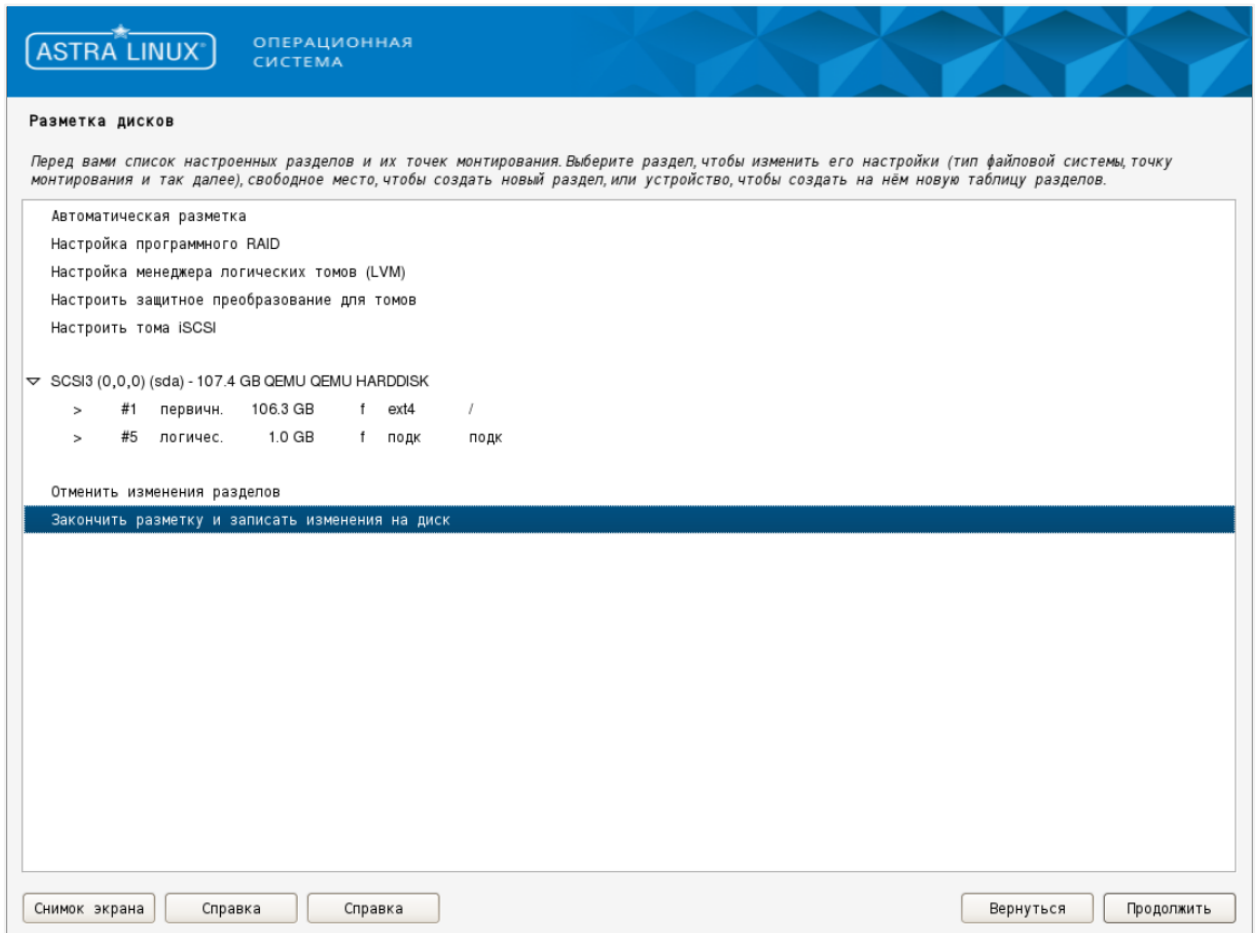 ASTRA LINUX®
ОПЕРАЦИОННАЯ
СИСТЕМА
Разметка дисков
Перед вами список настроенных разделов и их точек монтирования. Выберите раздел, чтобы изменить его настройки (тип файловой системы, точку
монтирования и так далее), свободное место, чтобы создать новый раздел, или устройство, чтобы создать на нём новую таблицу разделов.
Автоматическая разметка
Настройка программного RAID
Настройка менеджера логических томов (LVM)
Настроить защитное преобразование для томов
Настроить тома iSCSI
SCSI3 (0,0,0) (sda) - 107.4 GB QEMU QEMU HARDDISK
> #1 первичн. 106.3 GB f ext4 /
> #5 логичес. 1.0 GB f подк подк
Отменить изменения разделов
Закончить разметку и записать изменения на диск
Снимок экрана Справка Справка Вернуться Продолжить